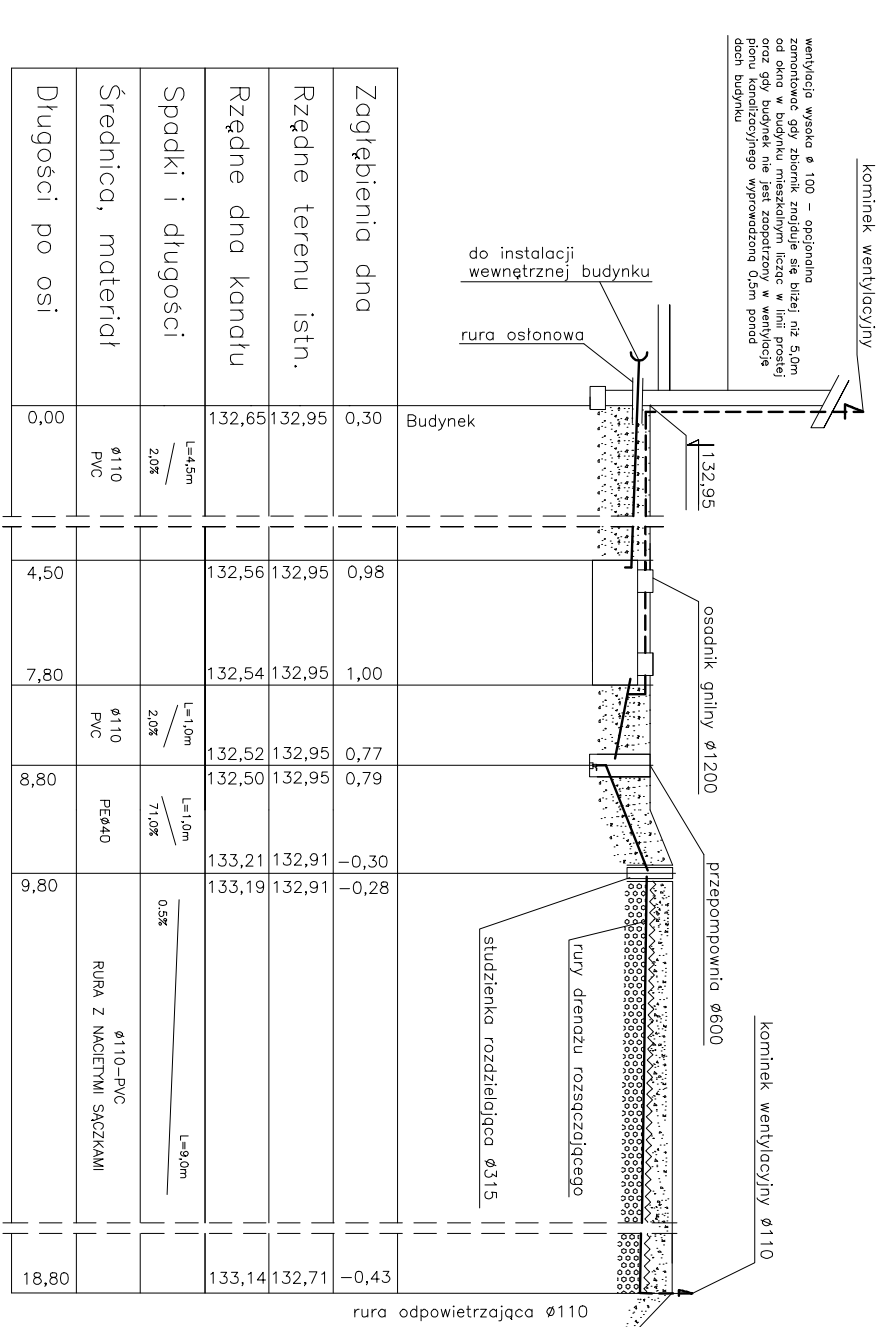 kominek wentylacyjny
wentylacja wysoka ø 100 – opcjonalna
zamontować gdy zbiornik znajduje się bliżej niż 5,0m
od okna w budynku mieszkalnym licząc w linii prostej
oraz gdy budynek nie jest zaopatrzony w wentylację
pionu kanalizacyjnego wyprowadzoną 0,5m ponad
dach budynku
do instalacji
wewnętrznej budynku
rura osłonowa
132,95
osadnik gnilny ø1200
przepompownia ø600
kominek wentylacyjny ø110
rury drenażu rozsączającego
studzienka rozdzielająca ø315
rura odpowietrzająca ø110
Budynek
Zagłębienia dna
0,30
0,98
1,00
0,77
0,79
−0,30
−0,28
−0,43
Rzędne terenu istn.
132,95
132,95
132,95
132,95
132,95
132,91
132,91
132,71
Rzędne dna kanału
132,65
132,56
132,54
132,52
132,50
133,21
133,19
133,14
Spadki i długości
L=4,5m
2,0%
L=1,0m
2,0%
L=1,0m
71,0%
0.5%
L=9,0m
Średnica, materiał
ø110
PVC
ø110
PVC
PEø40
ø110–PVC
RURA Z NACIĘTYMI SĄCZKAMI
Długości po osi
0,00
4,50
7,80
8,80
9,80
18,80